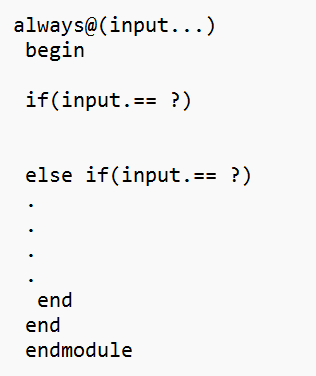 always@(input...)
begin
if(input.== ?)
else if(input.== ?)
.
.
.
.
end
end
endmodule